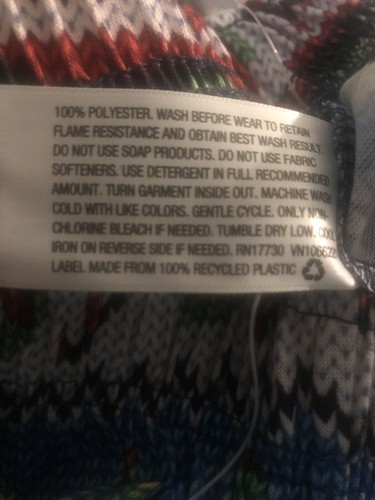 100% POLYESTER. WASH BEFORE WEAR TO RETAIN
FLAME RESISTANCE AND OBTAIN BEST WASH RESULT.
DO NOT USE SOAP PRODUCTS. DO NOT USE FABRIC
SOFTENERS. USE DETERGENT IN FULL RECOMMENDED
AMOUNT. TURN GARMENT INSIDE OUT. MACHINE WASH
COLD WITH LIKE COLORS. GENTLE CYCLE. ONLY NON-
CHLORINE BLEACH IF NEEDED. TUMBLE DRY LOW. COOL
IRON ON REVERSE SIDE IF NEEDED. RN17730
LABEL MADE FROM 100% RECYCLED PLASTIC